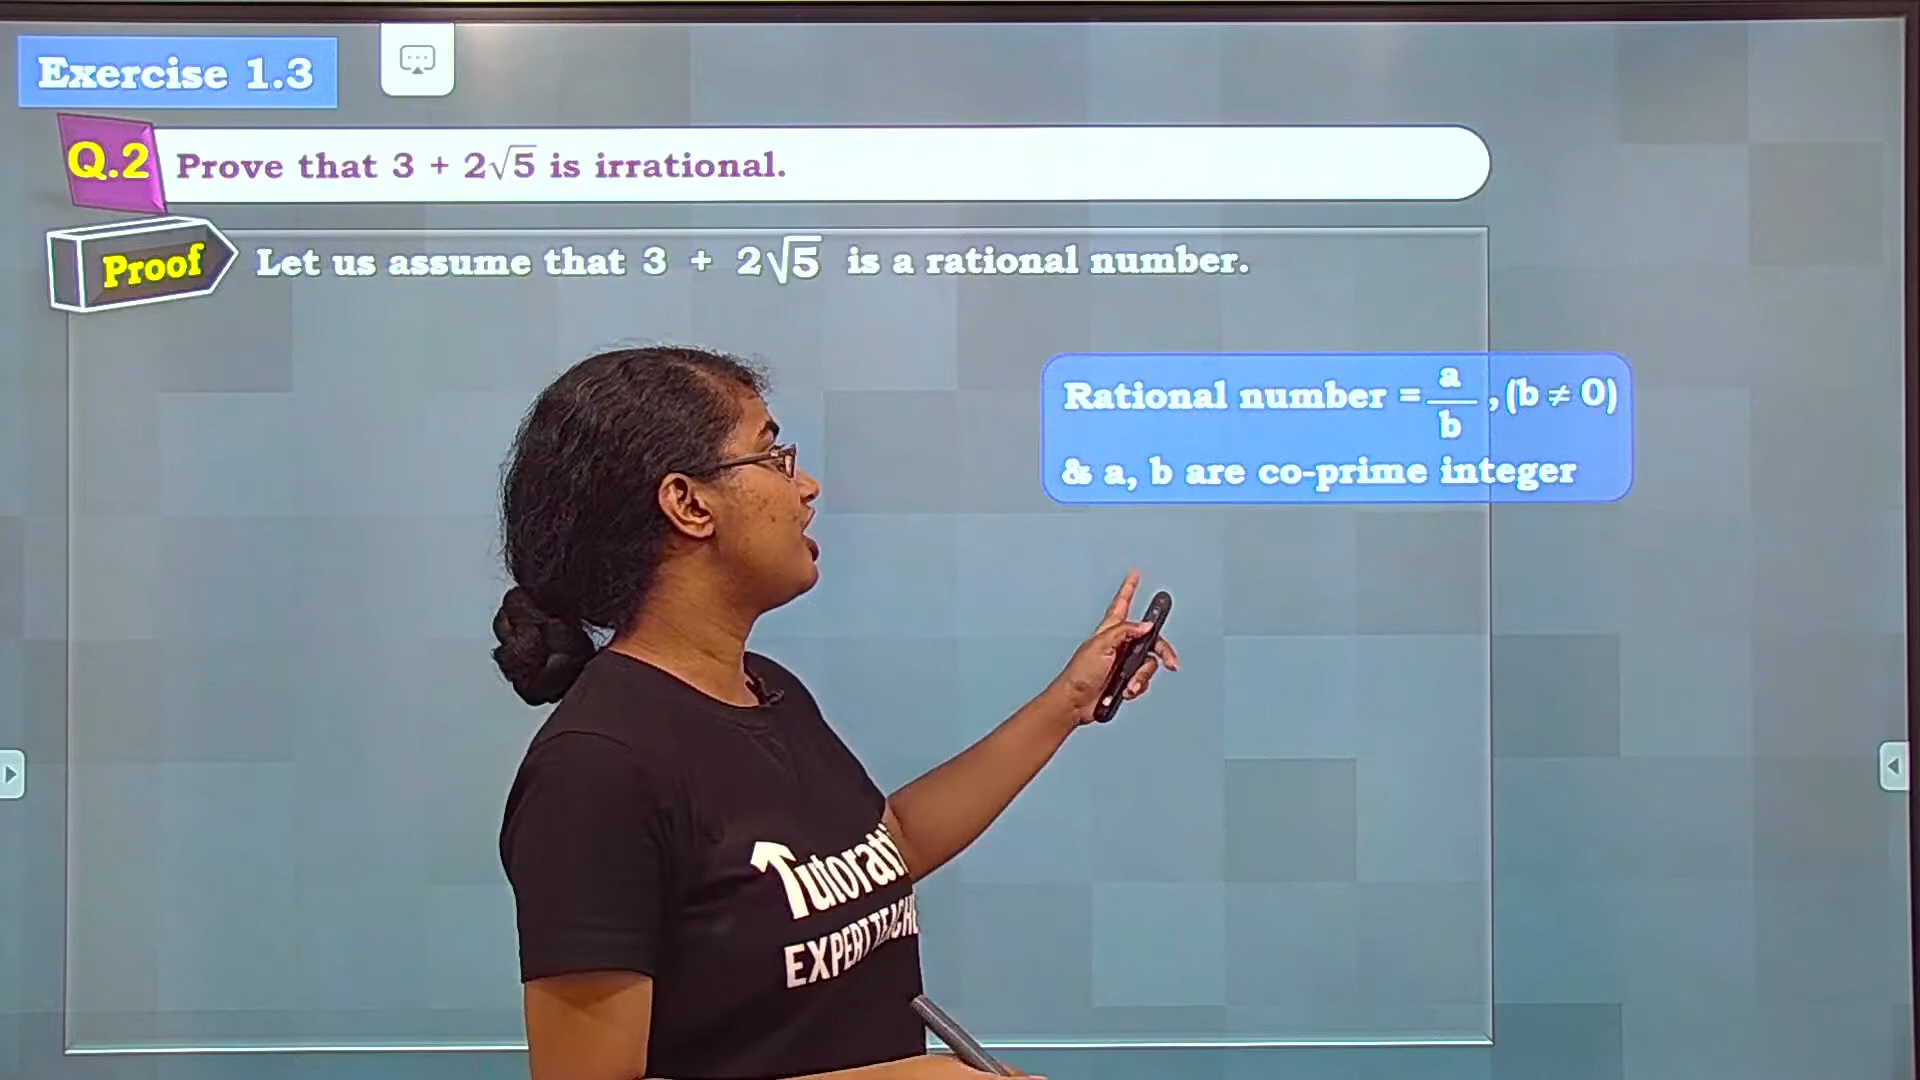 Exercise 1.3
Q.2 Prove that 3 + 2√5 is irrational.
Proof Let us assume that 3 + 2√5 is a rational number.
Rational number = a/b , (b ≠ 0)
& a, b are co-prime integer
EXPERT